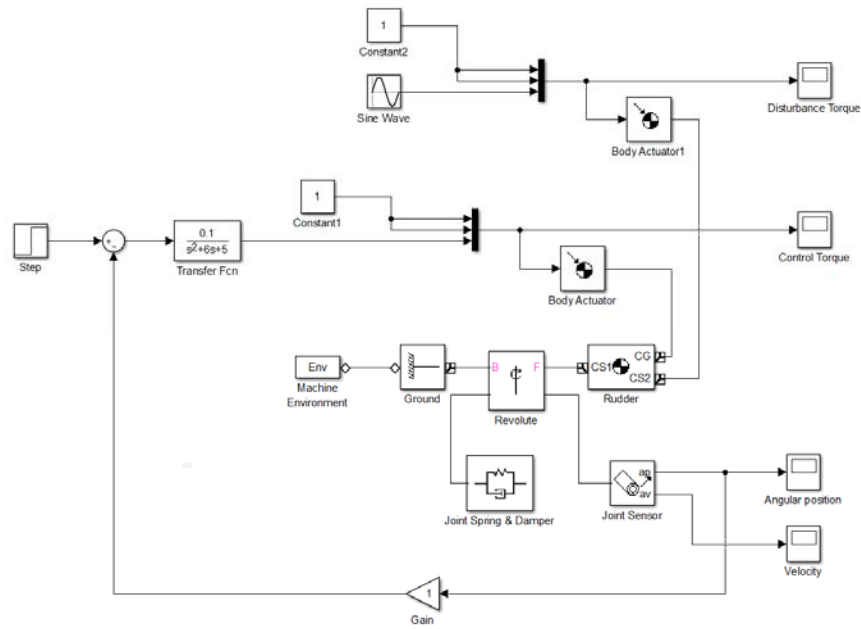 1
Constant2
Sine Wave
Disturbance Torque
Body Actuator1
1
Constant1
Step
+
-
0.1
s2+6s+5
Transfer Fcn
Control Torque
Body Actuator
Env
Machine
Environment
Ground
B
F
Revolute
CS1
CG
CS2
Rudder
Joint Spring & Damper
ap
av
Joint Sensor
Angular position
Velocity
1
Gain